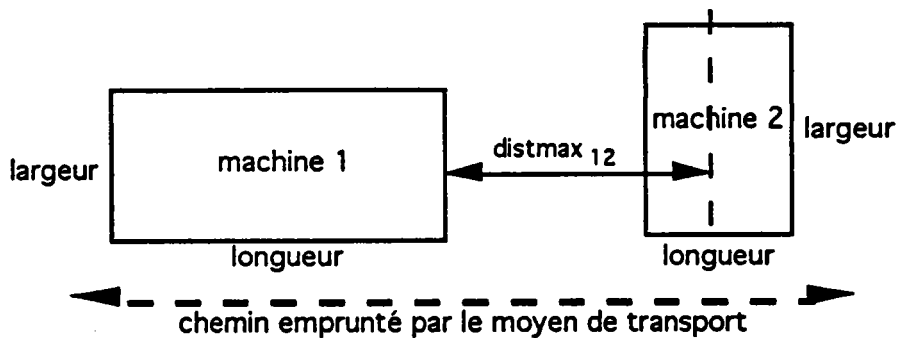 machine 2
largeur
distmax 12
machine 1
largeur
longueur
longueur
chemin emprunté par le moyen de transport